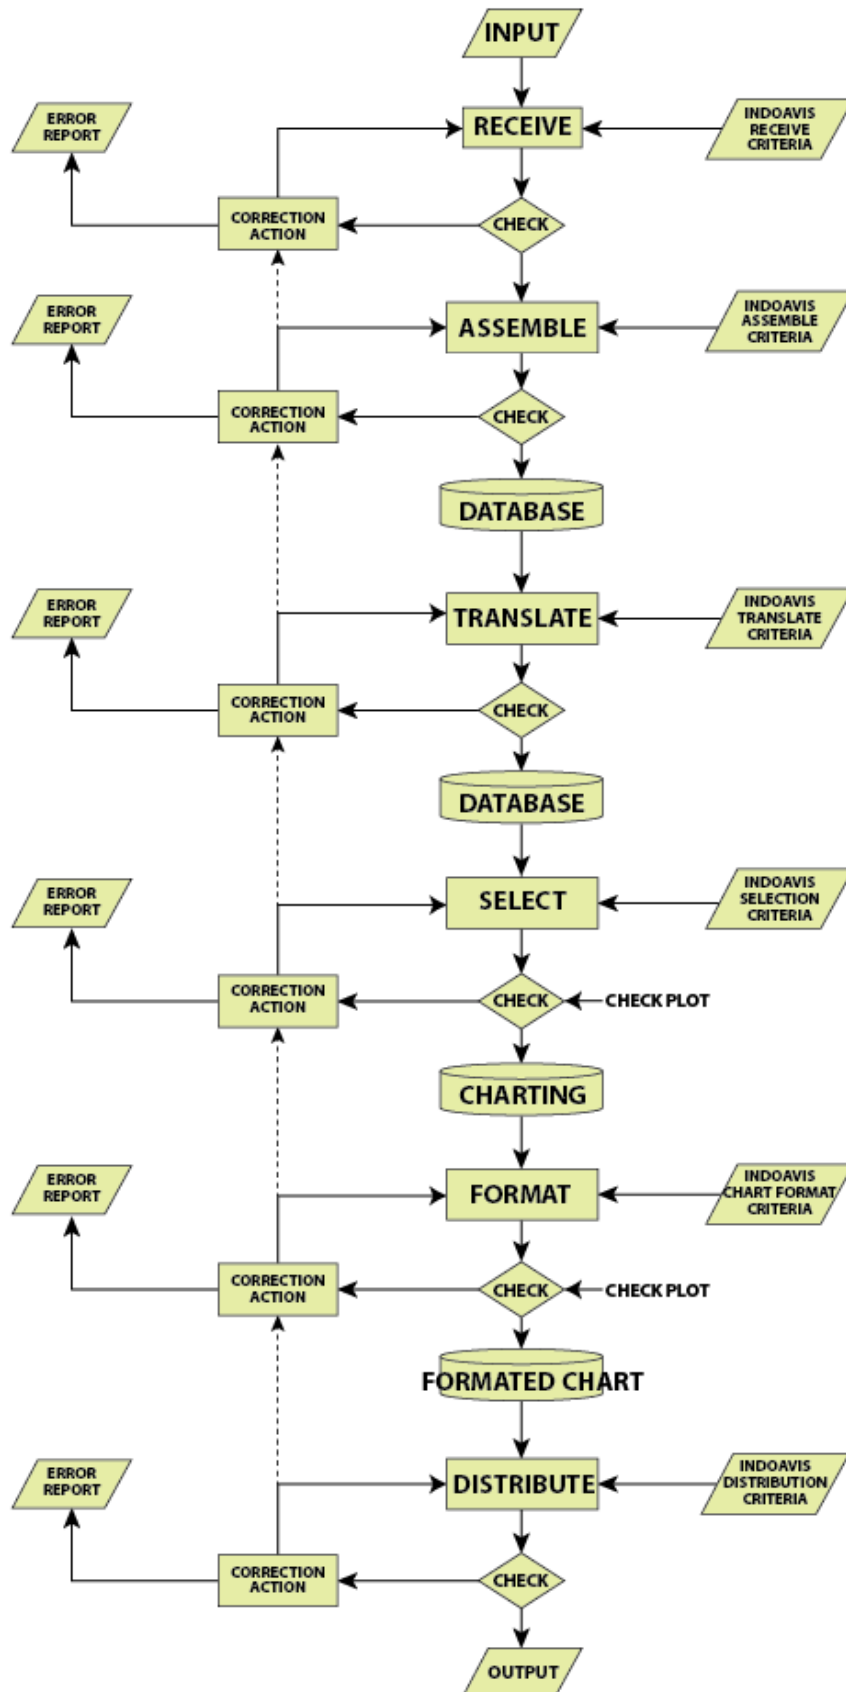 INPUT
ERROR
REPORT
RECEIVE
INDOAVIS
RECEIVE
CRITERIA
CORRECTION
ACTION
CHECK
ERROR
REPORT
ASSEMBLE
INDOAVIS
ASSEMBLE
CRITERIA
CORRECTION
ACTION
CHECK
DATABASE
ERROR
REPORT
TRANSLATE
INDOAVIS
TRANSLATE
CRITERIA
CORRECTION
ACTION
CHECK
DATABASE
ERROR
REPORT
SELECT
INDOAVIS
SELECTION
CRITERIA
CORRECTION
ACTION
CHECK
CHECK PLOT
CHARTING
ERROR
REPORT
FORMAT
INDOAVIS
CHART FORMAT
CRITERIA
CORRECTION
ACTION
CHECK
CHECK PLOT
FORMATED CHART
ERROR
REPORT
DISTRIBUTE
INDOAVIS
DISTRIBUTION
CRITERIA
CORRECTION
ACTION
CHECK
OUTPUT